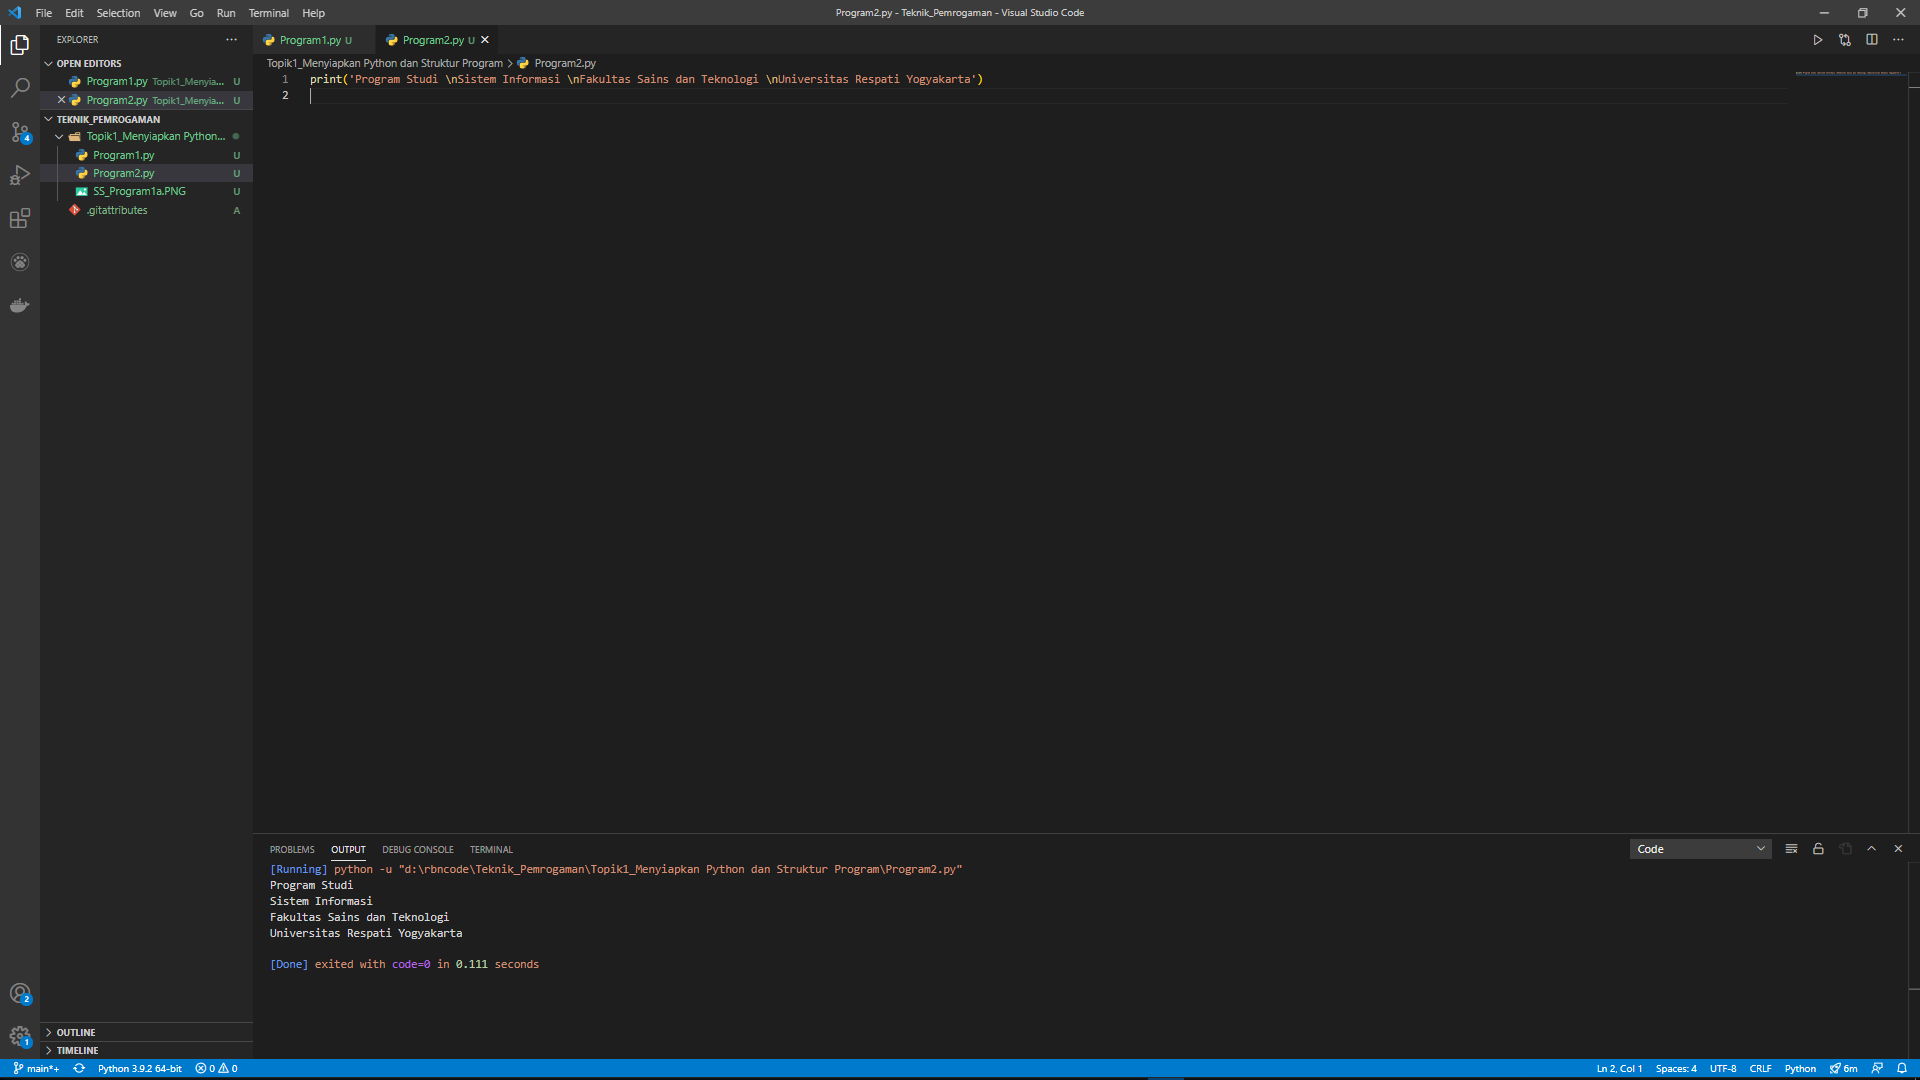 File Edit Selection View Go Run Terminal Help
Program2.py - Teknik_Pemrogaman - Visual Studio Code
EXPLORER
Program1.py U
Program2.py U
OPEN EDITORS
Program1.py Topik1_Menyia... U
Program2.py Topik1_Menyia... U
TEKNIK_PEMROGAMAN
Topik1_Menyiapkan Python...
Program1.py U
Program2.py U
SS_Program1a.PNG U
.gitattributes A
Topik1_Menyiapkan Python dan Struktur Program > Program2.py
1 print('Program Studi \nSistem Informasi \nFakultas Sains dan Teknologi \nUniversitas Respati Yogyakarta')
2
4
PROBLEMS OUTPUT DEBUG CONSOLE TERMINAL
Code
[Running] python -u "d:\rbncode\Teknik_Pemrogaman\Topik1_Menyiapkan Python dan Struktur Program\Program2.py"
Program Studi
Sistem Informasi
Fakultas Sains dan Teknologi
Universitas Respati Yogyakarta
[Done] exited with code=0 in 0.111 seconds
2
1
OUTLINE
TIMELINE
main*+ Python 3.9.2 64-bit 0 0
Ln 2, Col 1 Spaces: 4 UTF-8 CRLF Python 6m